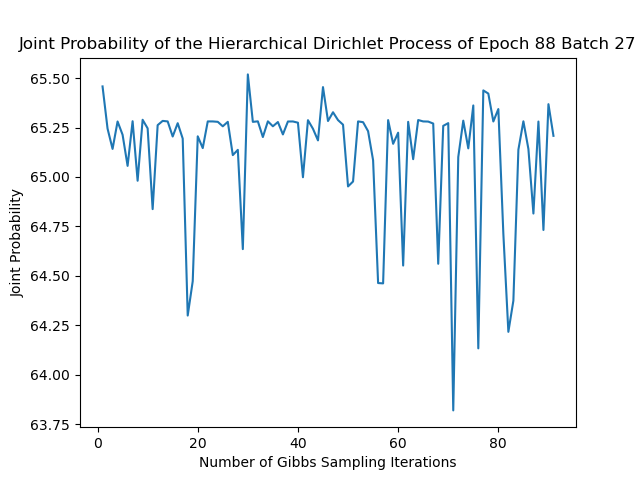 Joint Probability of the Hierarchical Dirichlet Process of Epoch 88 Batch 27
65.50
65.25
65.00
64.75
64.50
64.25
64.00
63.75
Joint Probability
0 20 40 60 80
Number of Gibbs Sampling Iterations